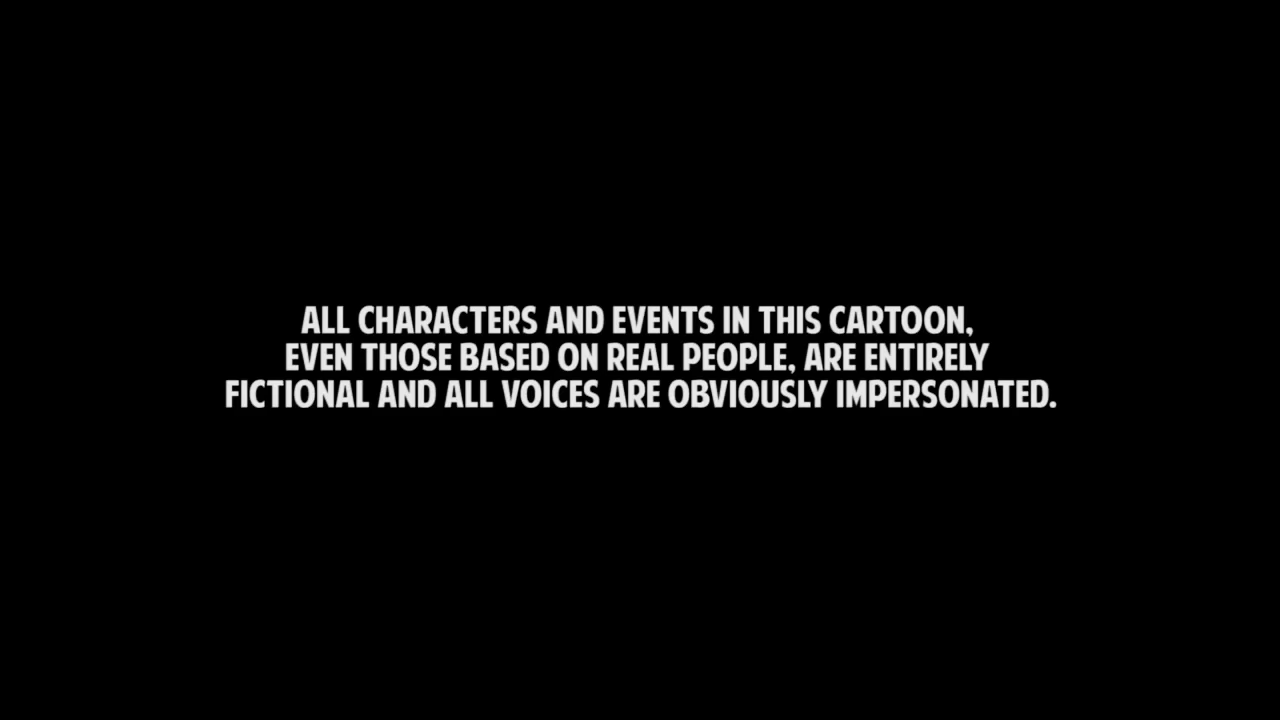 ALL CHARACTERS AND EVENTS IN THIS CARTOON,
EVEN THOSE BASED ON REAL PEOPLE, ARE ENTIRELY
FICTIONAL AND ALL VOICES ARE OBVIOUSLY IMPERSONATED.